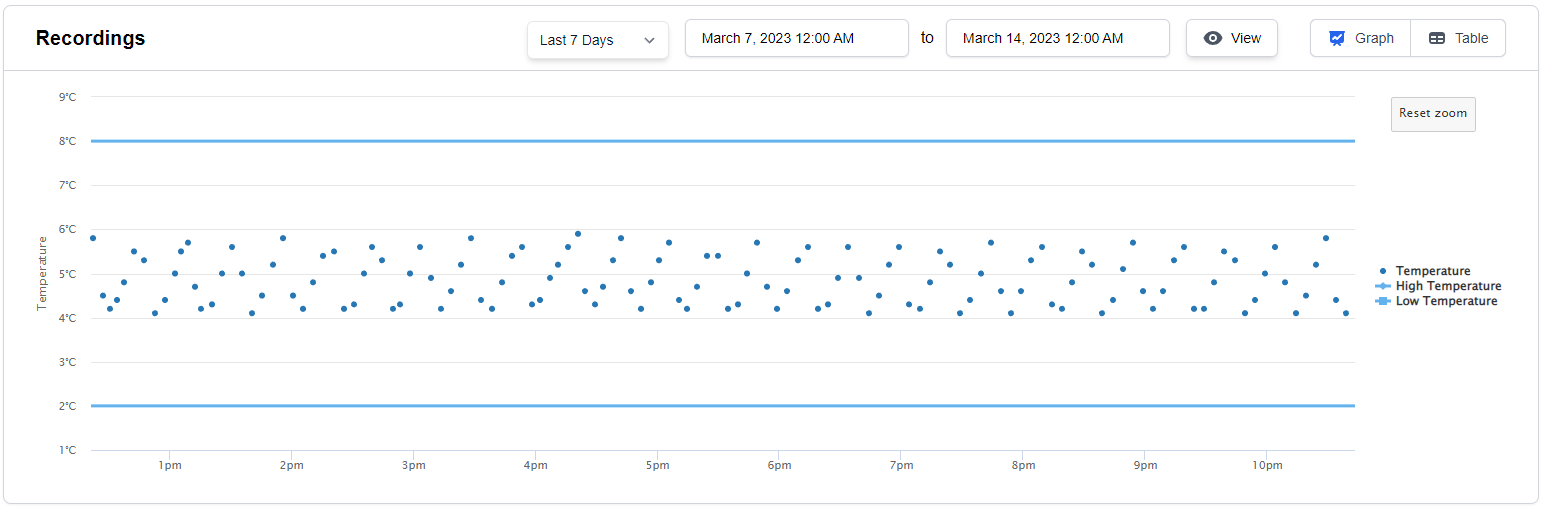 Recordings
Last 7 Days
March 7, 2023 12:00 AM
to
March 14, 2023 12:00 AM
View
Graph
Table
Reset zoom
9°C
8°C
7°C
6°C
5°C
4°C
3°C
2°C
1°C
Temperature
1pm
2pm
3pm
4pm
5pm
6pm
7pm
8pm
9pm
10pm
Temperature
High Temperature
Low Temperature